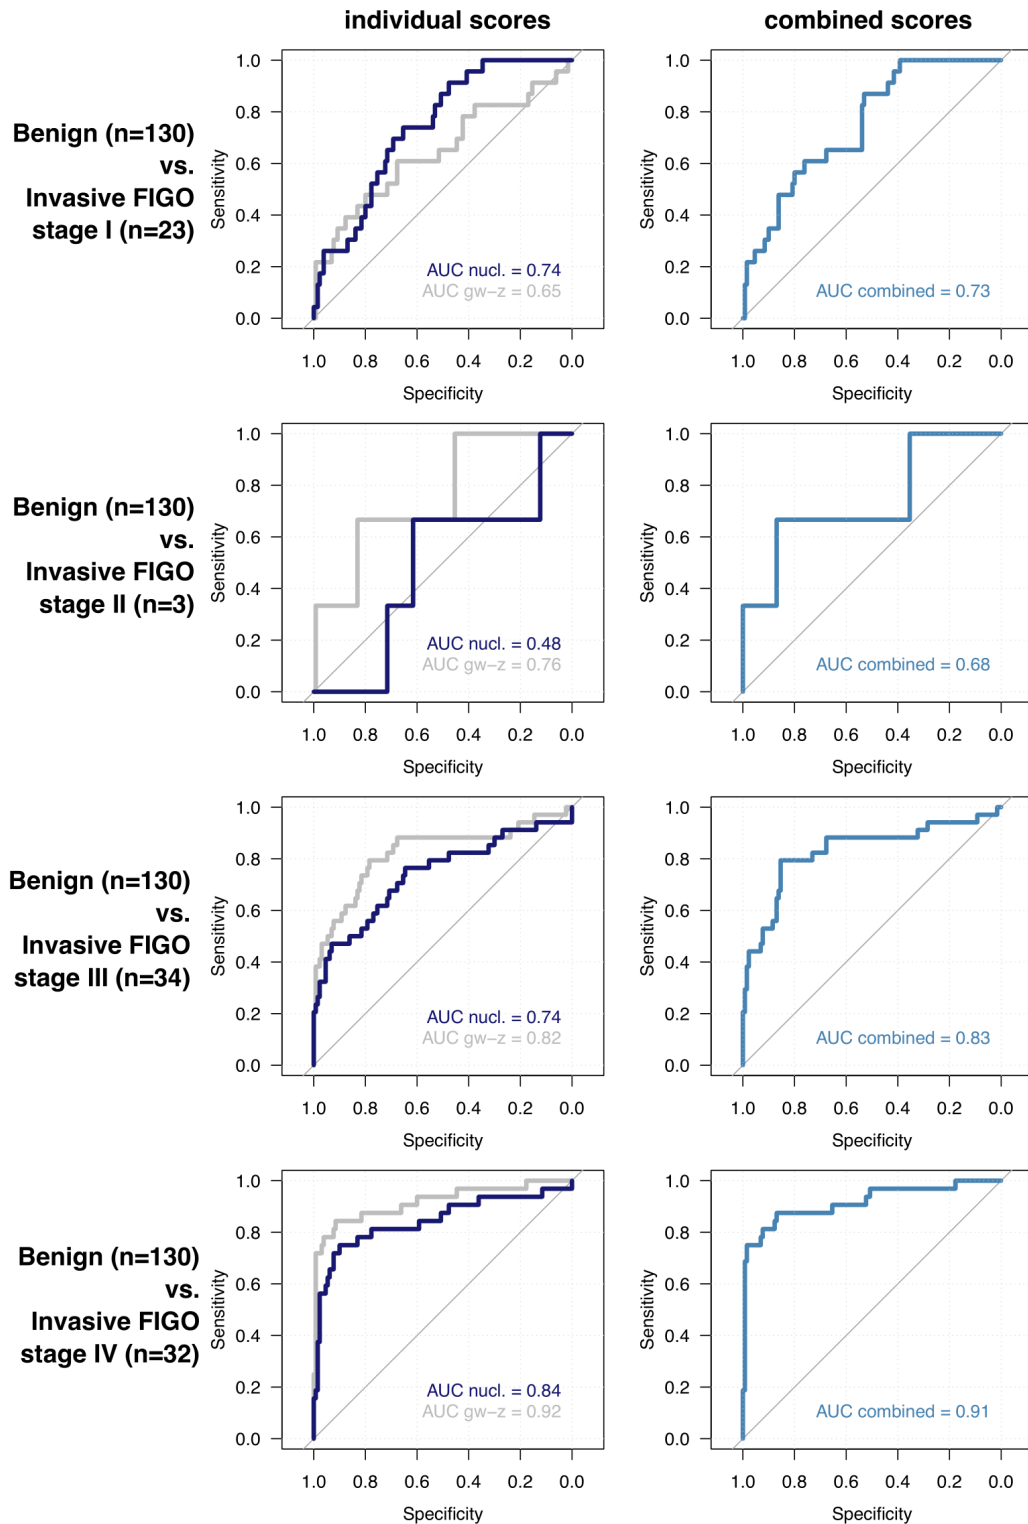 individual scores
combined scores
Benign (n=130)
vs.
Invasive FIGO
stage I (n=23)
Sensitivity
1.0
0.8
0.6
0.4
0.2
0.0
AUC nucl. = 0.74
AUC gw-z = 0.65
1.0 0.8 0.6 0.4 0.2 0.0
Specificity
Sensitivity
1.0
0.8
0.6
0.4
0.2
0.0
AUC combined = 0.73
1.0 0.8 0.6 0.4 0.2 0.0
Specificity
Benign (n=130)
vs.
Invasive FIGO
stage II (n=3)
Sensitivity
1.0
0.8
0.6
0.4
0.2
0.0
AUC nucl. = 0.48
AUC gw-z = 0.76
1.0 0.8 0.6 0.4 0.2 0.0
Specificity
Sensitivity
1.0
0.8
0.6
0.4
0.2
0.0
AUC combined = 0.68
1.0 0.8 0.6 0.4 0.2 0.0
Specificity
Benign (n=130)
vs.
Invasive FIGO
stage III (n=34)
Sensitivity
1.0
0.8
0.6
0.4
0.2
0.0
AUC nucl. = 0.74
AUC gw-z = 0.82
1.0 0.8 0.6 0.4 0.2 0.0
Specificity
Sensitivity
1.0
0.8
0.6
0.4
0.2
0.0
AUC combined = 0.83
1.0 0.8 0.6 0.4 0.2 0.0
Specificity
Benign (n=130)
vs.
Invasive FIGO
stage IV (n=32)
Sensitivity
1.0
0.8
0.6
0.4
0.2
0.0
AUC nucl. = 0.84
AUC gw-z = 0.92
1.0 0.8 0.6 0.4 0.2 0.0
Specificity
Sensitivity
1.0
0.8
0.6
0.4
0.2
0.0
AUC combined = 0.91
1.0 0.8 0.6 0.4 0.2 0.0
Specificity